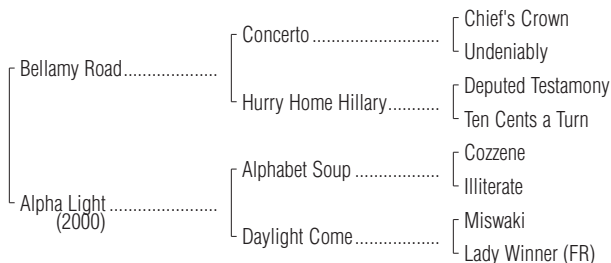 Chief's Crown
Concerto ......................................
Undeniably
Bellamy Road......................
Deputed Testamony
Hurry Home Hillary............
Ten Cents a Turn
Cozzene
Alphabet Soup .....................
Illiterate
Alpha Light .........................
(2000)
Miswaki
Daylight Come.....................
Lady Winner (FR)